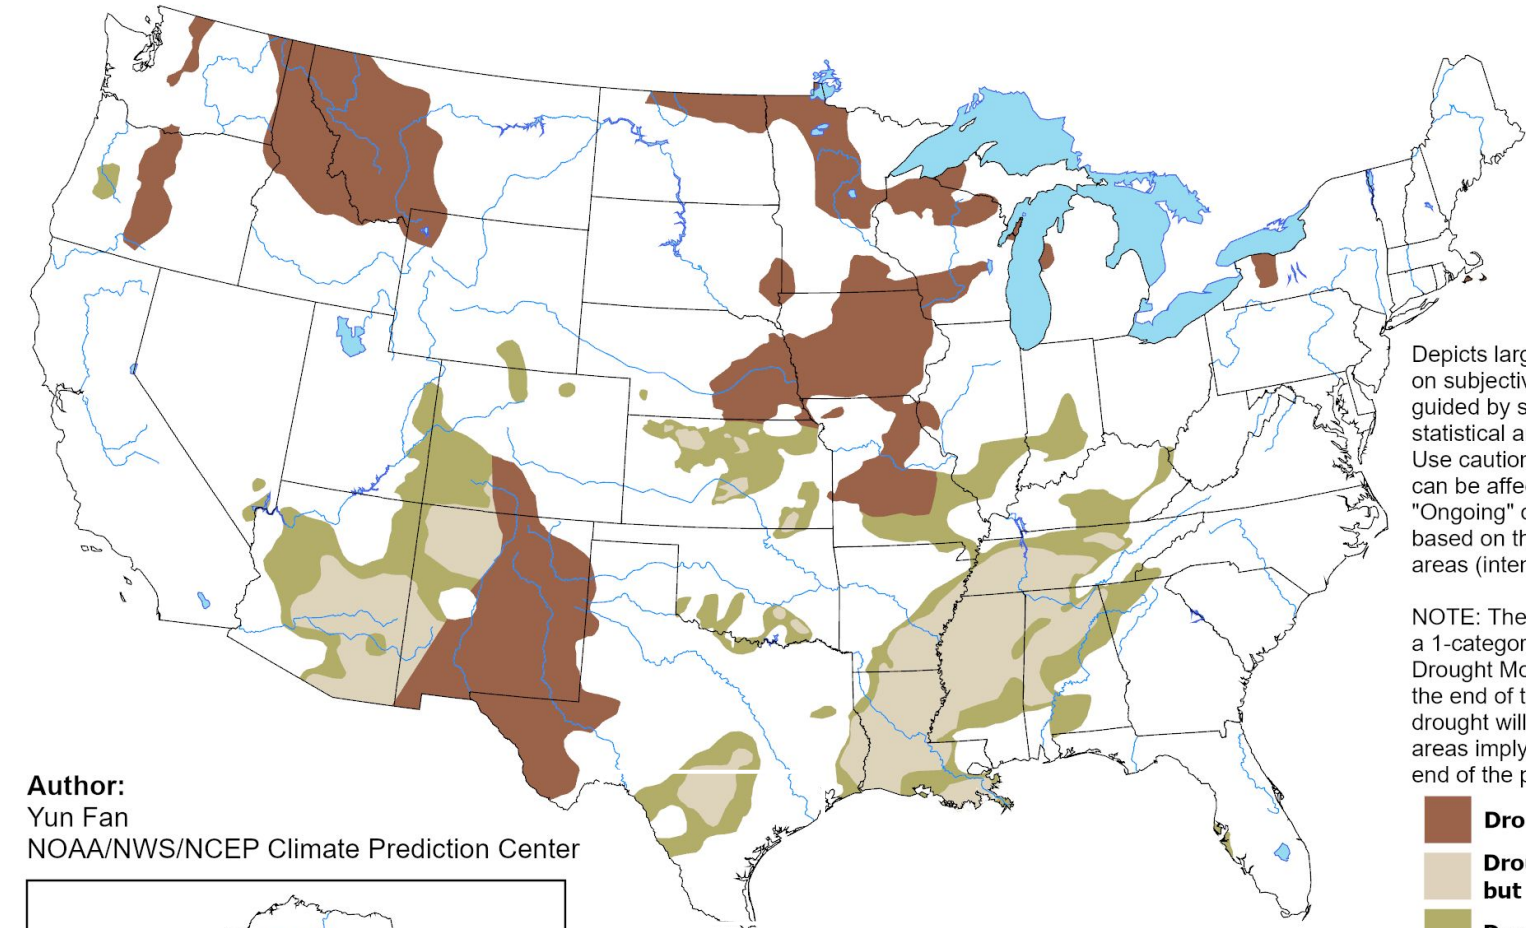 Depicts larg
on subjectiv
guided by s
statistical a
Use caution
can be affe
"Ongoing" d
based on th
areas (inter
NOTE: The
a 1-categor
Drought Mo
the end of t
drought will
areas imply
end of the p
Author:
Yun Fan
NOAA/NWS/NCEP Climate Prediction Center
Dro
Dro
but